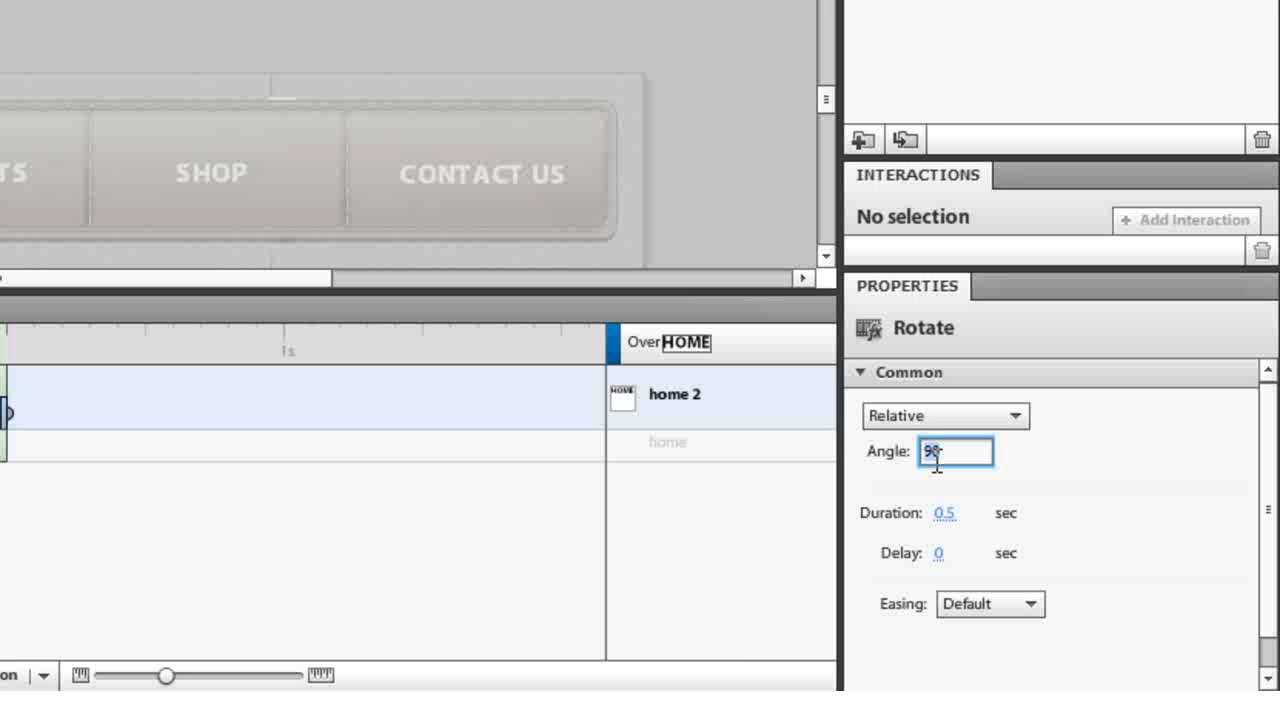 TS
SHOP
CONTACT US
INTERACTIONS
No selection
+ Add Interaction
PROPERTIES
Rotate
Common
Relative
Angle: 90
Duration: 0.5 sec
Delay: 0 sec
Easing: Default
1s
Over HOME
HOME
home 2
home
on